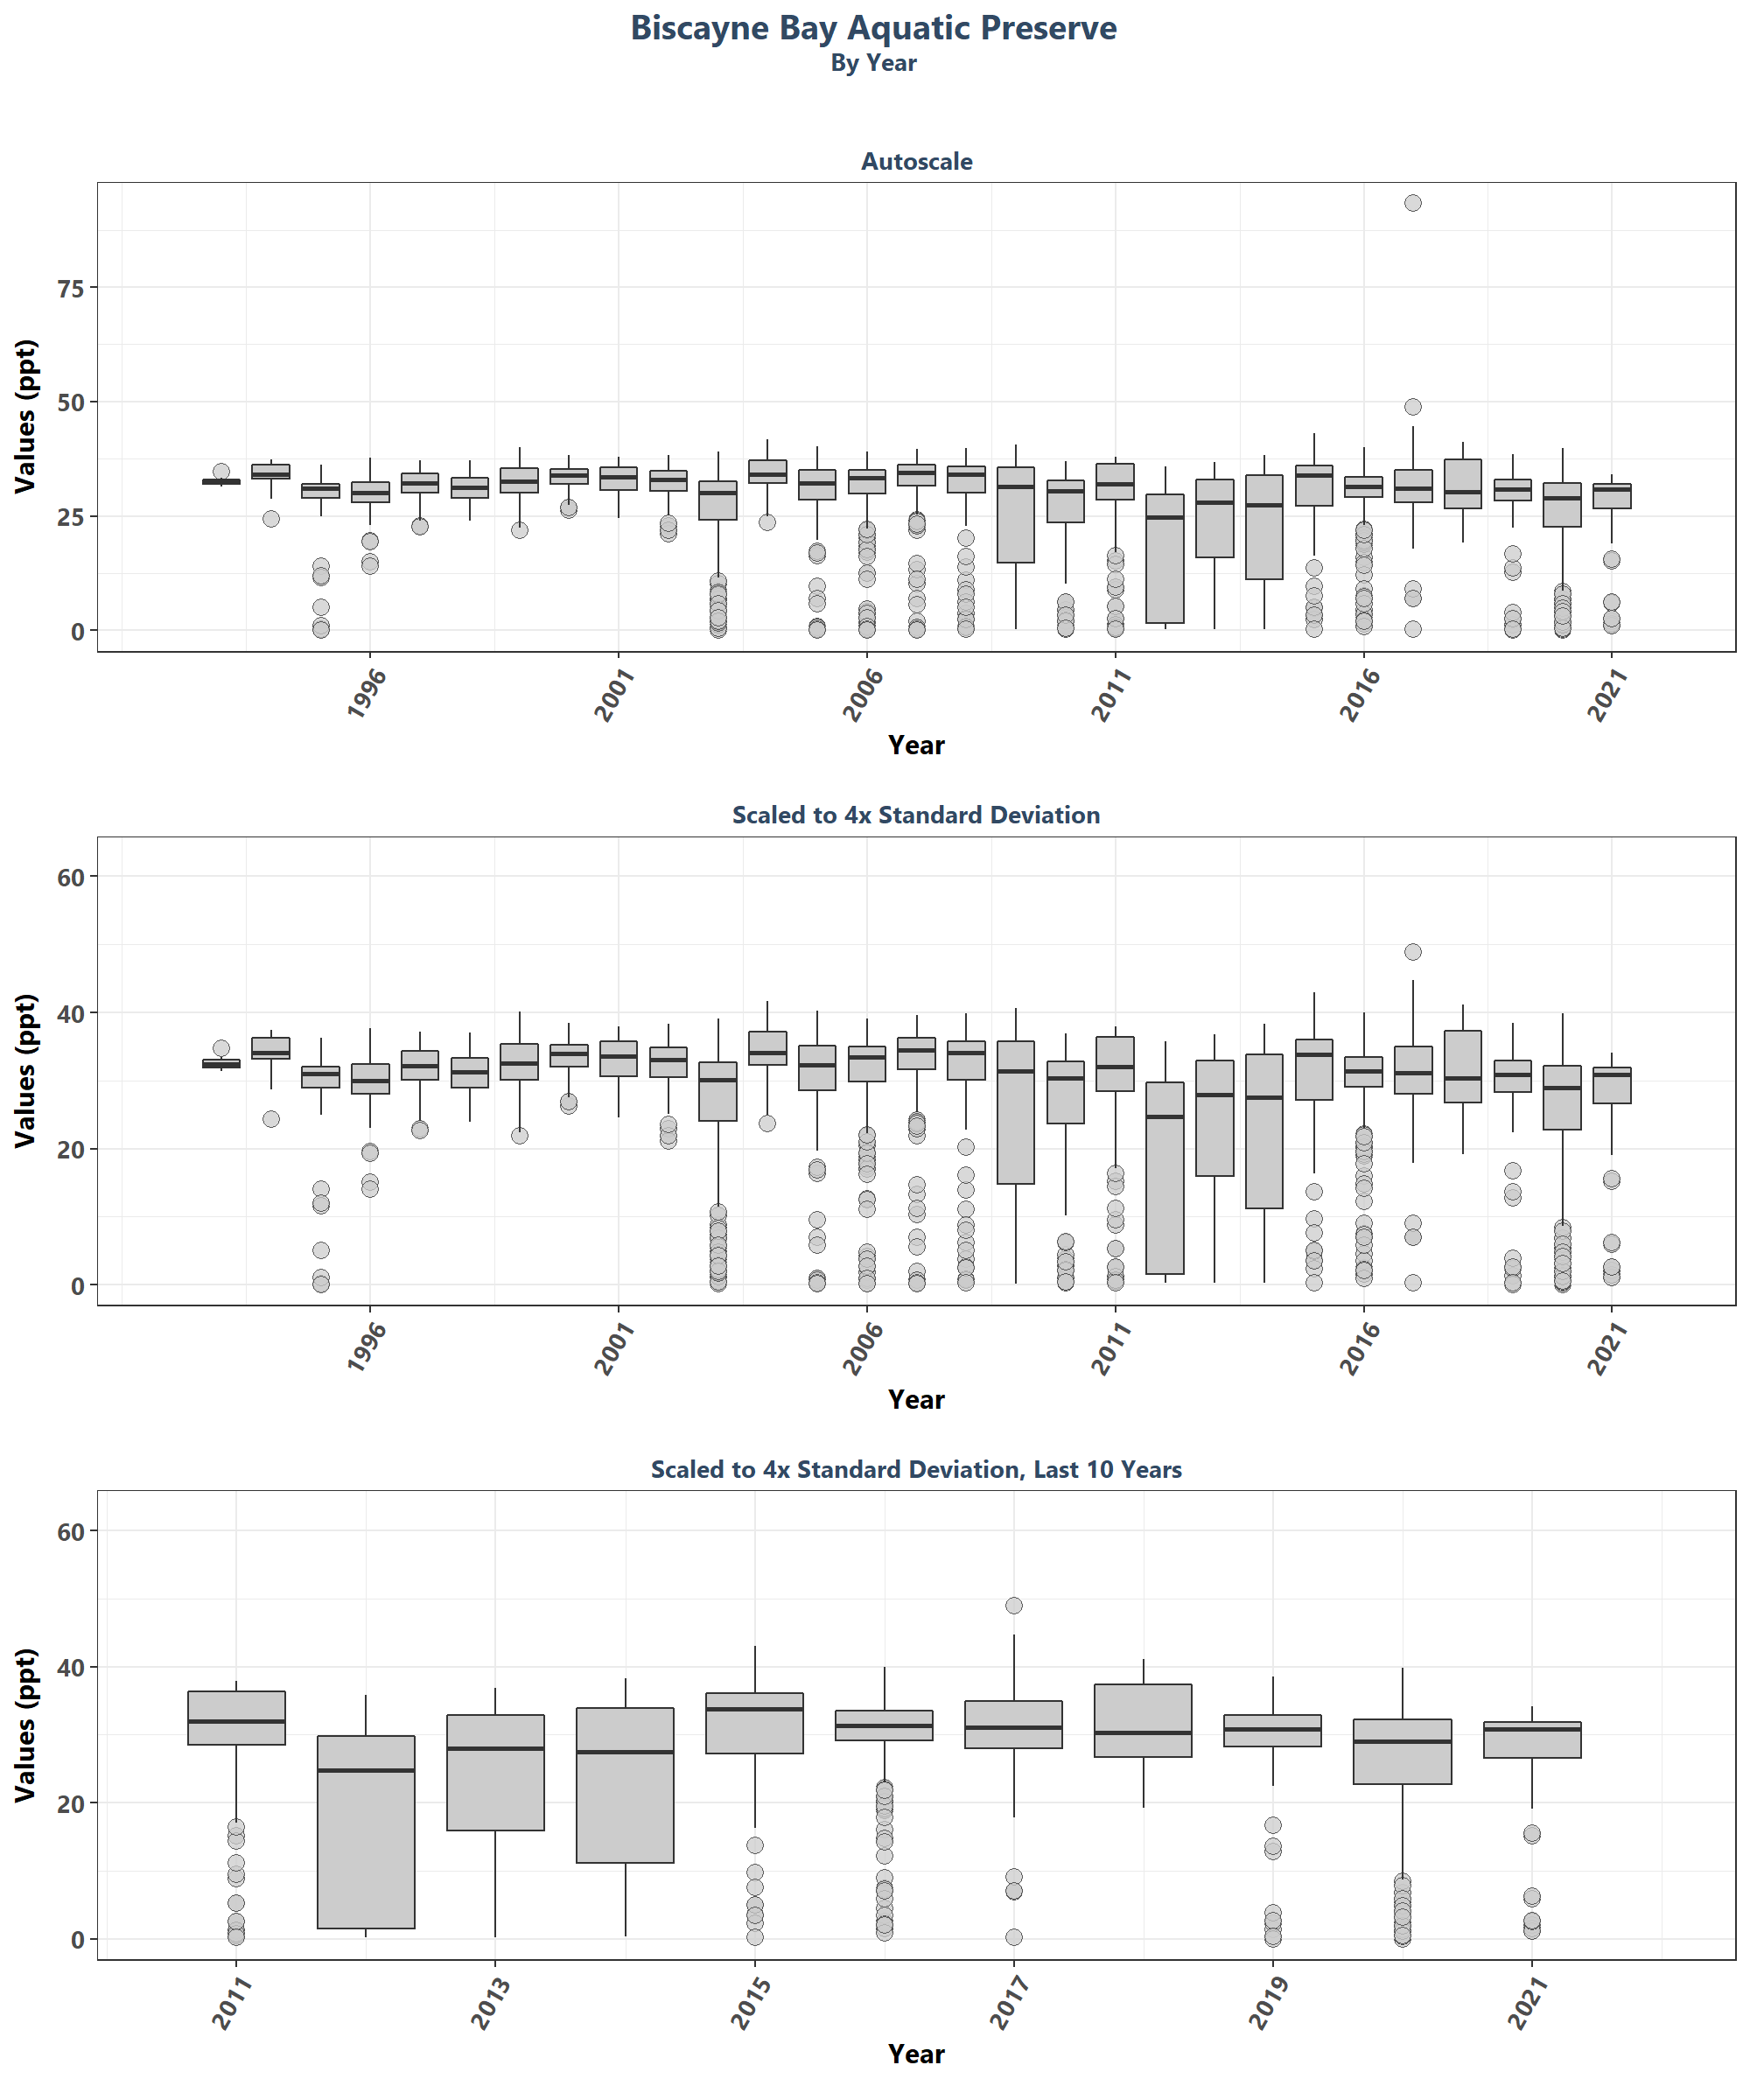 Biscayne Bay Aquatic Preserve
By Year
Autoscale
Values (ppt)
75
50
25
0
1996
2001
2006
2011
2016
2021
Year
Scaled to 4x Standard Deviation
Values (ppt)
60
40
20
0
1996
2001
2006
2011
2016
2021
Year
Scaled to 4x Standard Deviation, Last 10 Years
Values (ppt)
60
40
20
0
2011
2013
2015
2017
2019
2021
Year